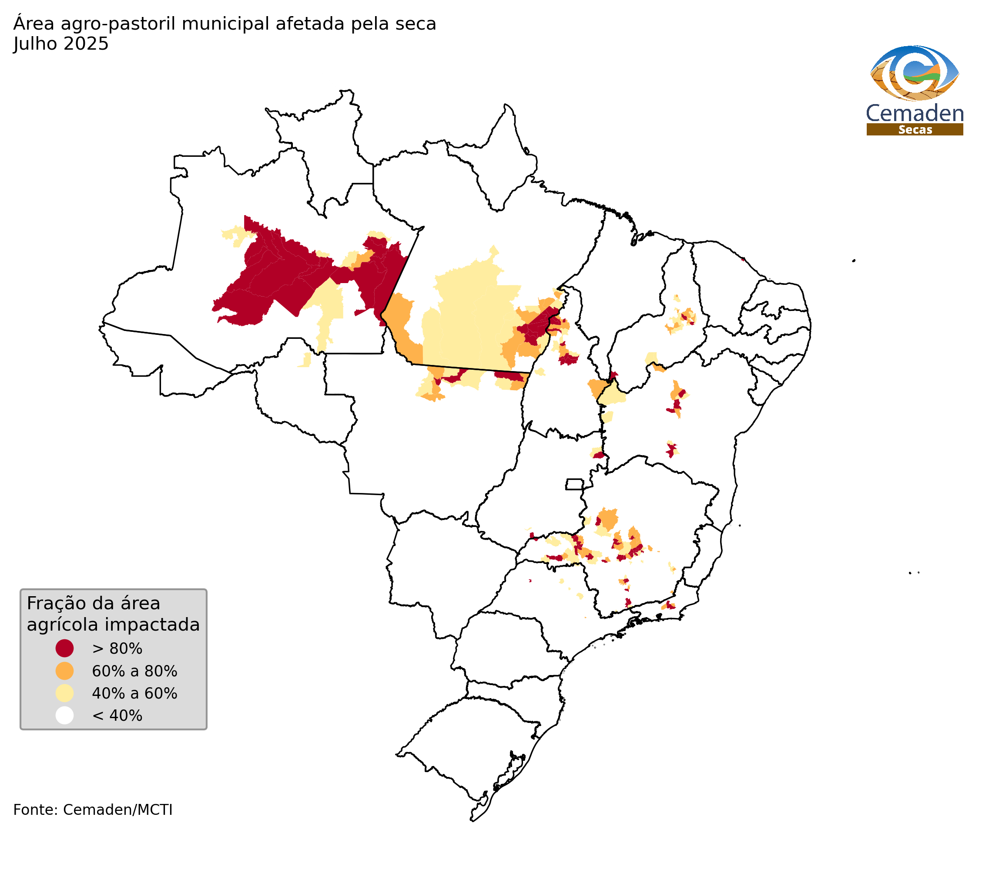 Área agro-pastoril municipal afetada pela seca
Julho 2025
Cemaden
Secas
Fração da área
agrícola impactada
> 80%
60% a 80%
40% a 60%
< 40%
Fonte: Cemaden/MCTI